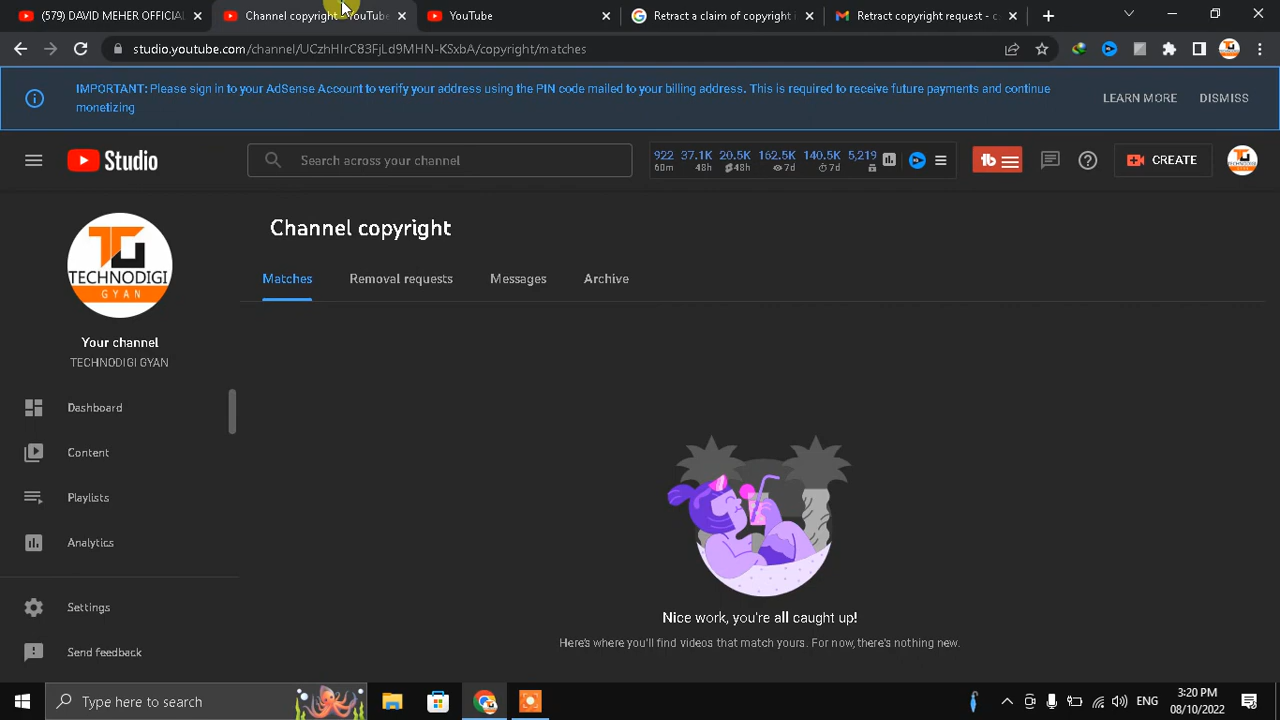 (579) DAVID MEHER OFFICIAL
Channel copyright - YouTube
YouTube
Retract a claim of copyright i
Retract copyright request - c
studio.youtube.com/channel/UCzhHIrC83FjLd9MHN-KSxbA/copyright/matches
IMPORTANT: Please sign in to your AdSense Account to verify your address using the PIN code mailed to your billing address. This is required to receive future payments and continue
monetizing
LEARN MORE
DISMISS
Studio
Search across your channel
922 37.1K 20.5K 162.5K 140.5K 5,219
60m 48h 48h 7d 7d
tb
CREATE
TU
TECHNODIGI
GYAN
Your channel
TECHNODIGI GYAN
Dashboard
Content
Playlists
Analytics
Settings
Send feedback
Channel copyright
Matches
Removal requests
Messages
Archive
Nice work, you're all caught up!
Here's where you'll find videos that match yours. For now, there's nothing new.
Type here to search
ENG
3:20 PM
08/10/2022